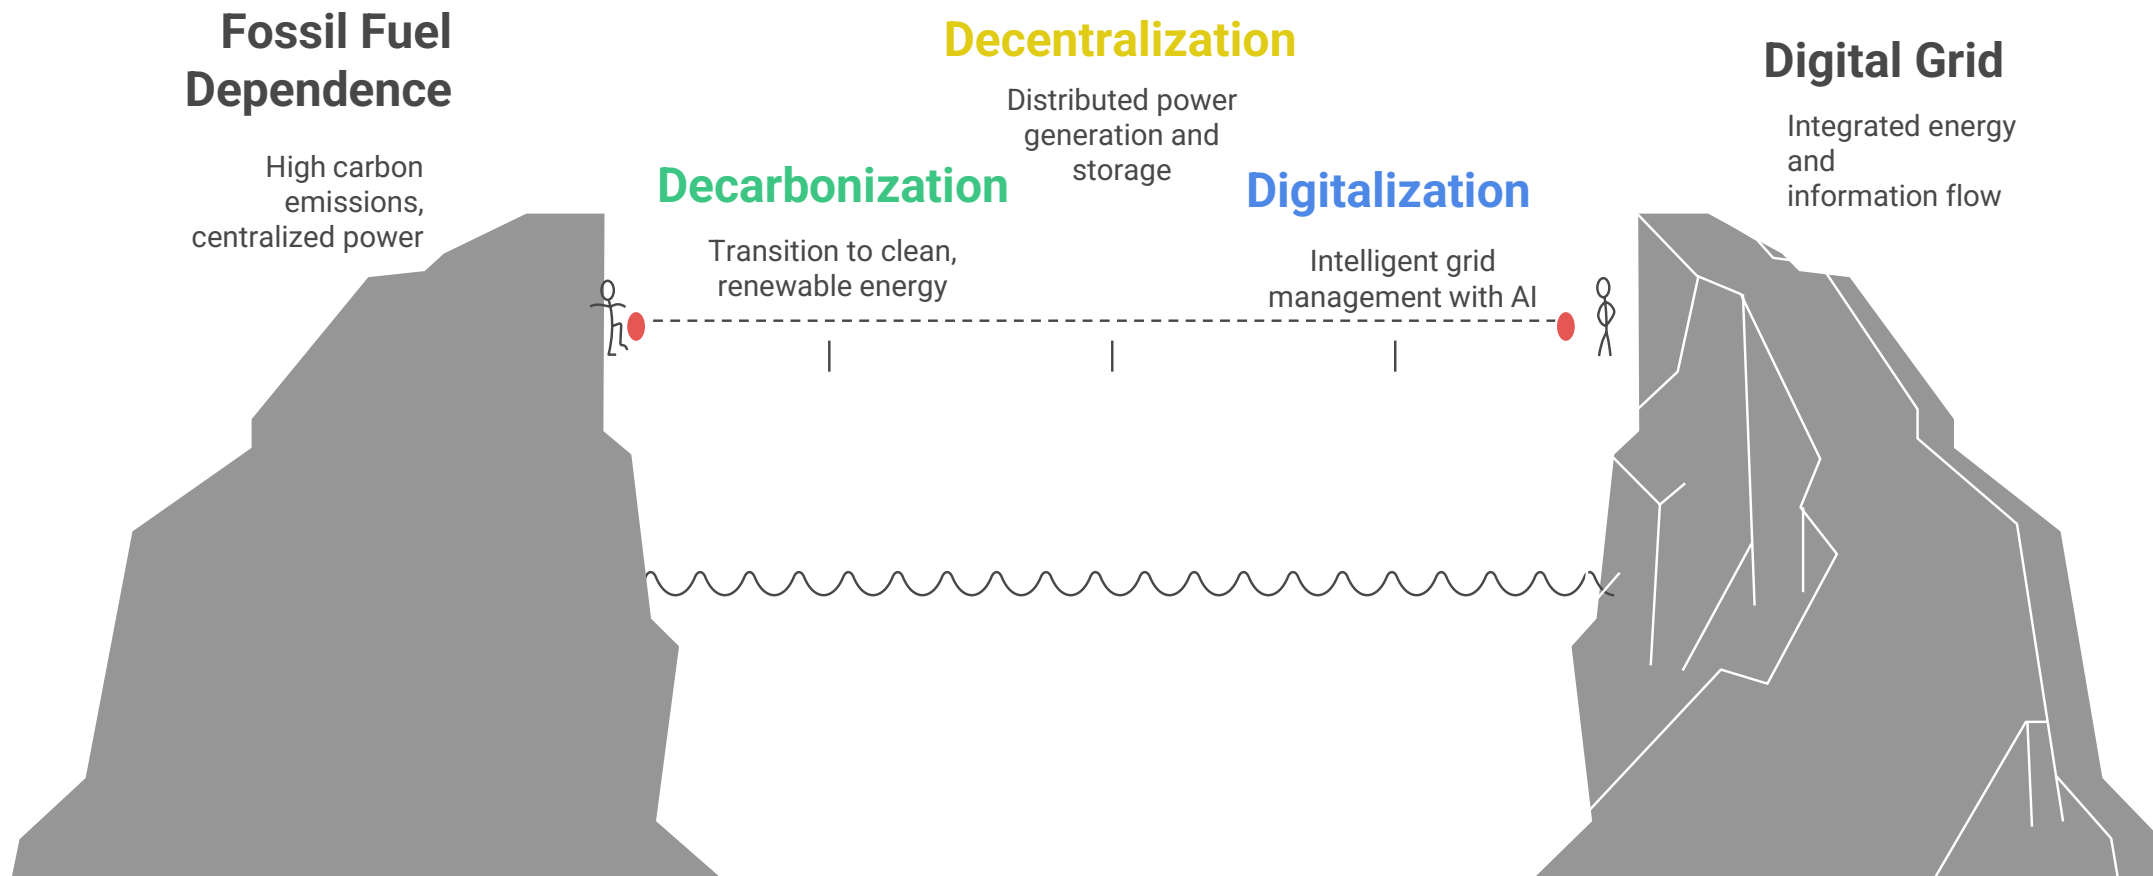 Fossil Fuel
Dependence
High carbon
emissions,
centralized power
Decarbonization
Transition to clean,
renewable energy
Decentralization
Distributed power
generation and
storage
Digitalization
Intelligent grid
management with AI
Digital Grid
Integrated energy
and
information flow